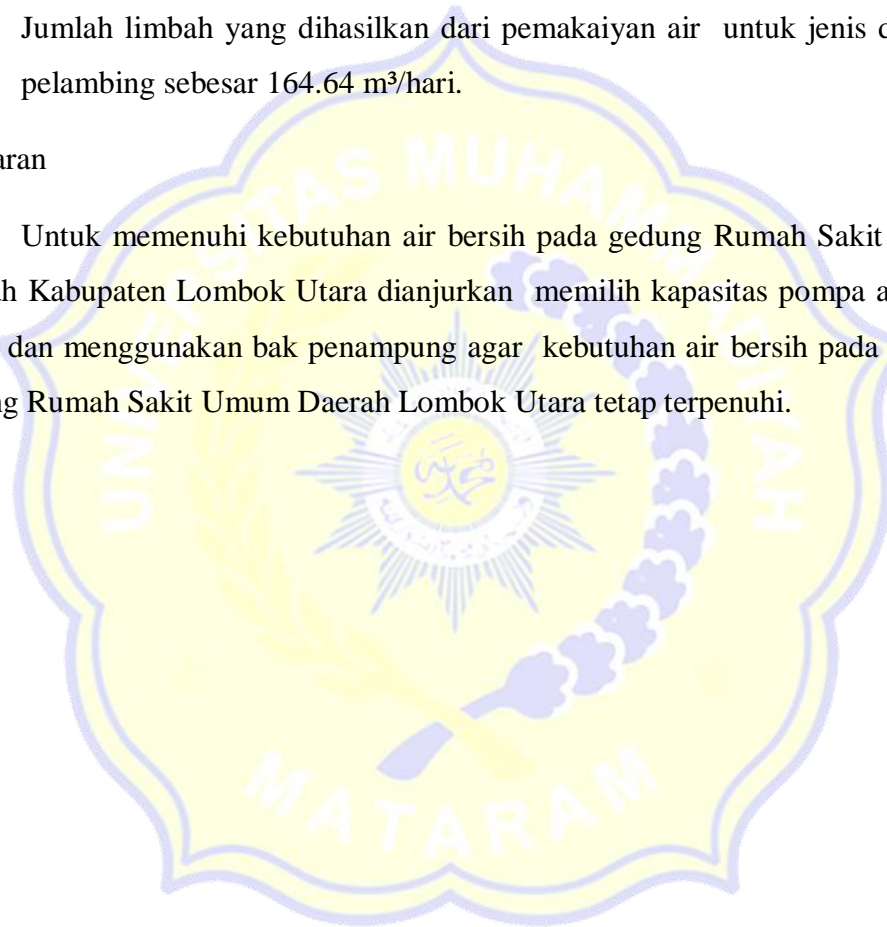 Jumlah limbah yang dihasilkan dari pemakaiyan air untuk jenis
pelambing sebesar 164.64 m³/hari.
aran
Untuk memenuhi kebutuhan air bersih pada gedung Rumah Sakit
h Kabupaten Lombok Utara dianjurkan memilih kapasitas pompa a
dan menggunakan bak penampung agar kebutuhan air bersih pada
g Rumah Sakit Umum Daerah Lombok Utara tetap terpenuhi.
UNIVERSITAS MUHAMMADIYAH
MATARAM